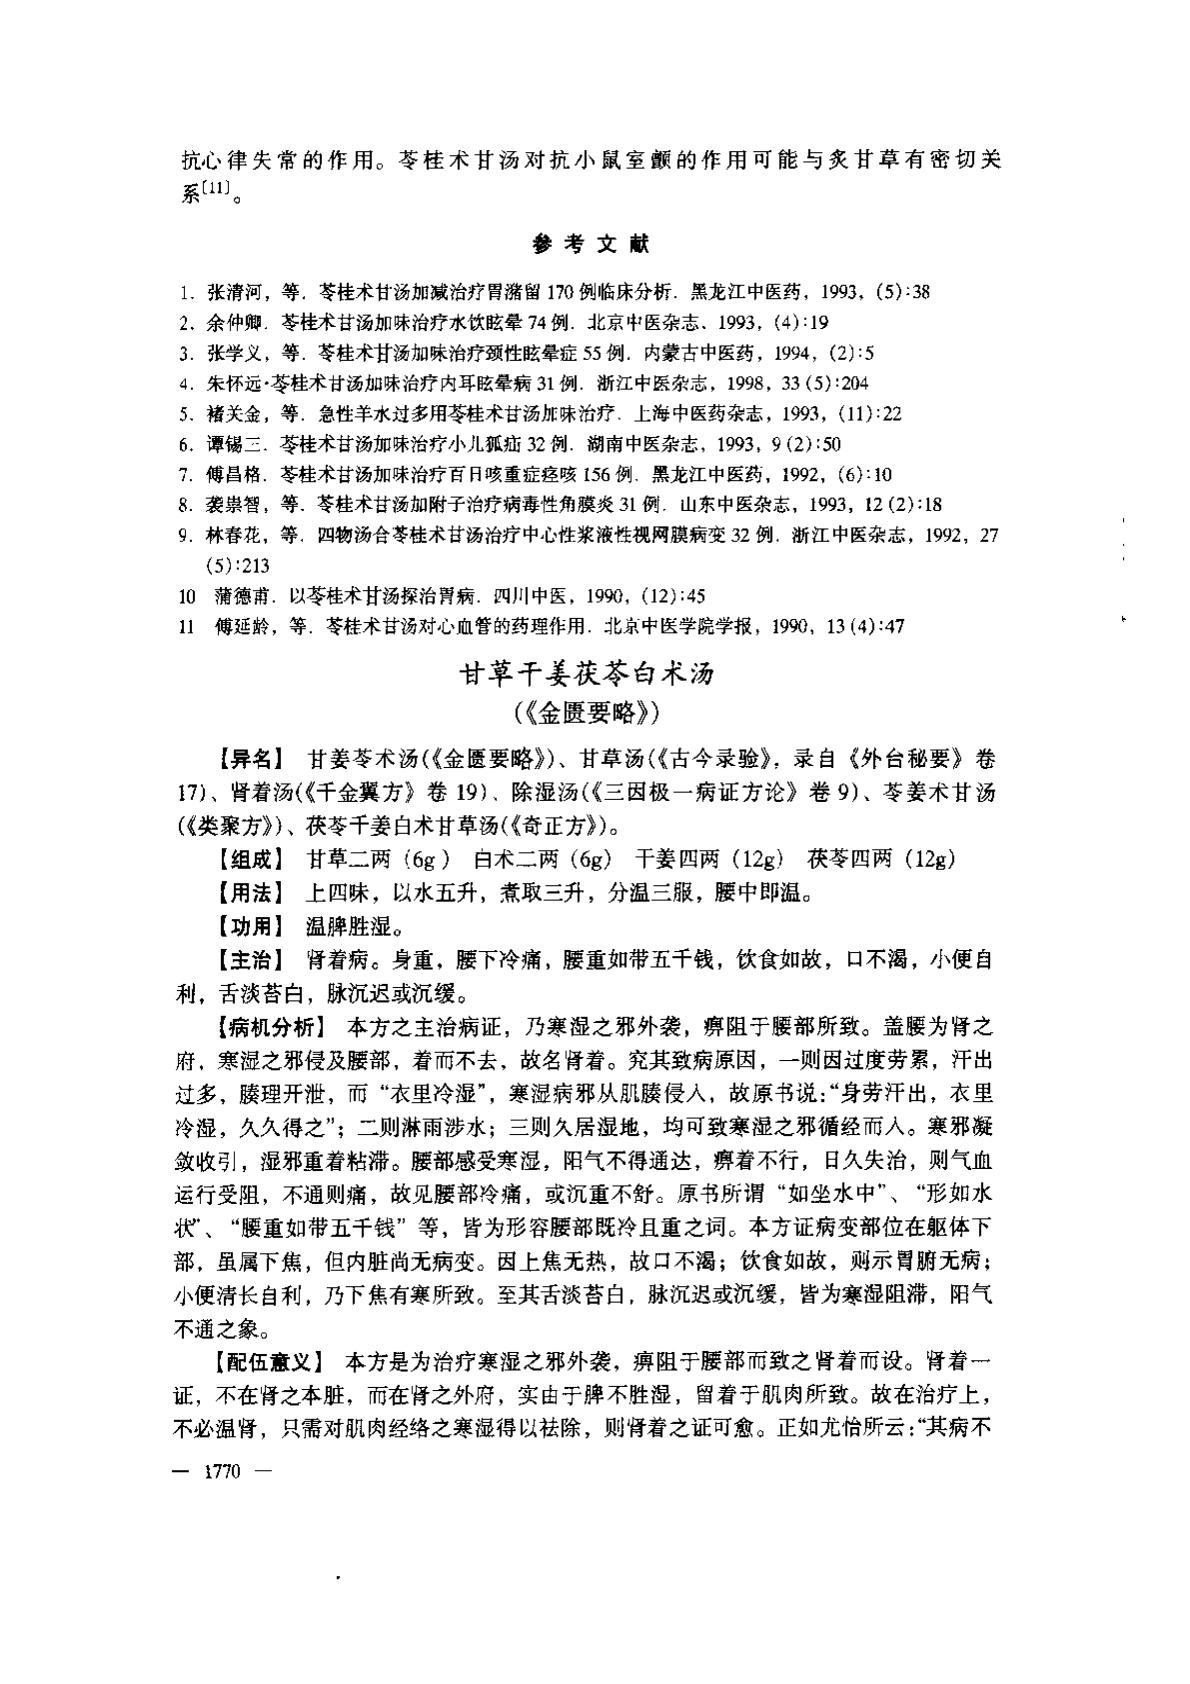 抗心律失常的作用。苓桂术甘汤对抗小鼠室颤的作用可能与炙甘草有密切关
系〔11〕。
参考文献
1. 张清河，等. 苓桂术甘汤加减治疗胃潴留 170 例临床分析. 黑龙江中医药，1993，(5):38
2. 余仲卿. 苓桂术甘汤加味治疗水饮眩晕 74 例. 北京中医杂志、1993，(4):19
3. 张学义，等. 苓桂术甘汤加味治疗颈性眩晕症 55 例. 内蒙古中医药，1994，(2):5
4. 朱怀远·苓桂术甘汤加味治疗内耳眩晕病 31 例. 浙江中医杂志，1998，33 (5):204
5. 褚关金，等. 急性羊水过多用苓桂术甘汤加味治疗. 上海中医药杂志，1993，(11):22
6. 谭锡三. 苓桂术甘汤加味治疗小儿狐疝 32 例. 湖南中医杂志，1993，9 (2):50
7. 傅昌格. 苓桂术甘汤加味治疗百日咳重症痉咳 156 例. 黑龙江中医药，1992，(6):10
8. 袭祟智，等. 苓桂术甘汤加附子治疗病毒性角膜炎 31 例. 山东中医杂志，1993，12 (2):18
9. 林春花，等. 四物汤合苓桂术甘汤治疗中心性浆液性视网膜病变 32 例. 浙江中医杂志，1992，27
(5):213
10 蒲德甫. 以苓桂术甘汤探治胃病. 四川中医，1990，(12):45
11 傅延龄，等. 苓桂术甘汤对心血管的药理作用. 北京中医学院学报，1990，13 (4):47
甘草干姜茯苓白术汤
(《金匮要略》)
【异名】 甘姜苓术汤(《金匮要略》)、甘草汤(《古今录验》，录自《外台秘要》卷
17)、肾着汤(《千金翼方》卷 19)、除湿汤(《三因极一病证方论》卷 9)、苓姜术甘汤
(《类聚方》)、茯苓千姜白术甘草汤(《奇正方》)。
【组成】 甘草二两（6g） 白术二两（6g） 干姜四两（12g） 茯苓四两（12g）
【用法】 上四味，以水五升，煮取三升，分温三服，腰中即温。
【功用】 温脾胜湿。
【主治】 肾着病。身重，腰下冷痛，腰重如带五千钱，饮食如故，口不渴，小便自
利，舌淡苔白，脉沉迟或沉缓。
【病机分析】 本方之主治病证，乃寒湿之邪外袭，痹阻于腰部所致。盖腰为肾之
府，寒湿之邪侵及腰部，着而不去，故名肾着。究其致病原因，一则因过度劳累，汗出
过多，腠理开泄，而“衣里冷湿”，寒湿病邪从肌腠侵入，故原书说：“身劳汗出，衣里
冷湿，久久得之”；二则淋雨涉水；三则久居湿地，均可致寒湿之邪循经而入。寒邪凝
敛收引，湿邪重着粘滞。腰部感受寒湿，阳气不得通达，痹着不行，日久失治，则气血
运行受阻，不通则痛，故见腰部冷痛，或沉重不舒。原书所谓“如坐水中”、“形如水
状”、“腰重如带五千钱”等，皆为形容腰部既冷且重之词。本方证病变部位在躯体下
部，虽属下焦，但内脏尚无病变。因上焦无热，故口不渴；饮食如故，则示胃腑无病；
小便清长自利，乃下焦有寒所致。至其舌淡苔白，脉沉迟或沉缓，皆为寒湿阻滞，阳气
不通之象。
【配伍意义】 本方是为治疗寒湿之邪外袭，痹阻于腰部而致之肾着而设。肾着一
证，不在肾之本脏，而在肾之外府，实由于脾不胜湿，留着于肌肉所致。故在治疗上，
不必温肾，只需对肌肉经络之寒湿得以祛除，则肾着之证可愈。正如尤怡所云：“其病不
— 1770 —